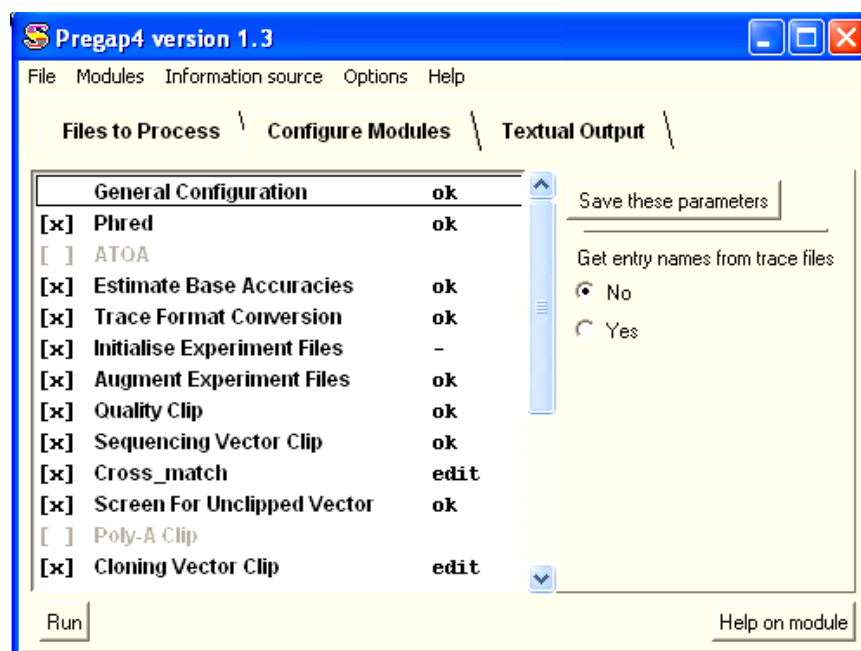 Pregap4 version 1.3
File Modules Information source Options Help
Files to Process Configure Modules Textual Output
General Configuration ok
[x] Phred ok
[ ] ATOA
[x] Estimate Base Accuracies ok
[x] Trace Format Conversion ok
[x] Initialise Experiment Files -
[x] Augment Experiment Files ok
[x] Quality Clip ok
[x] Sequencing Vector Clip ok
[x] Cross_match edit
[x] Screen For Unclipped Vector ok
[ ] Poly-A Clip
[x] Cloning Vector Clip edit
Save these parameters
Get entry names from trace files
No
Yes
Run
Help on module